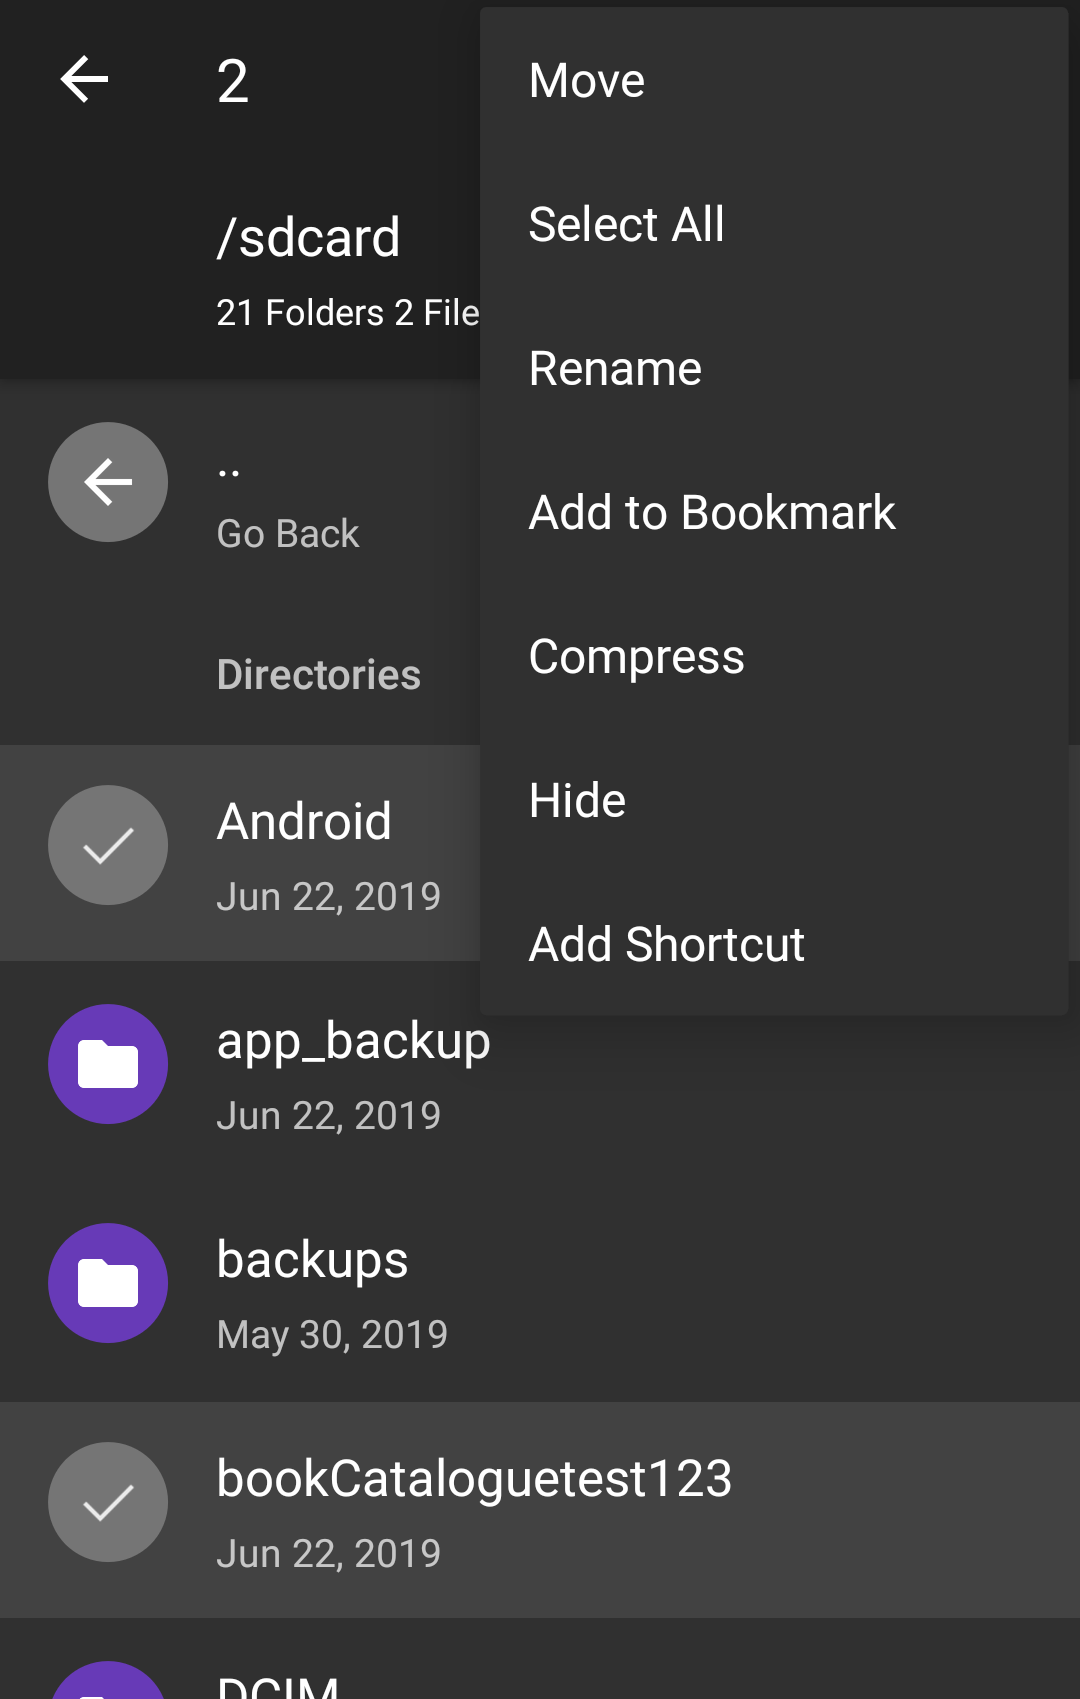 2
/sdcard
21 Folders 2 File
Move
Select All
Rename
Add to Bookmark
Compress
Hide
Add Shortcut
..
Go Back
Directories
Android
Jun 22, 2019
app_backup
Jun 22, 2019
backups
May 30, 2019
bookCataloguetest123
Jun 22, 2019
DCIM